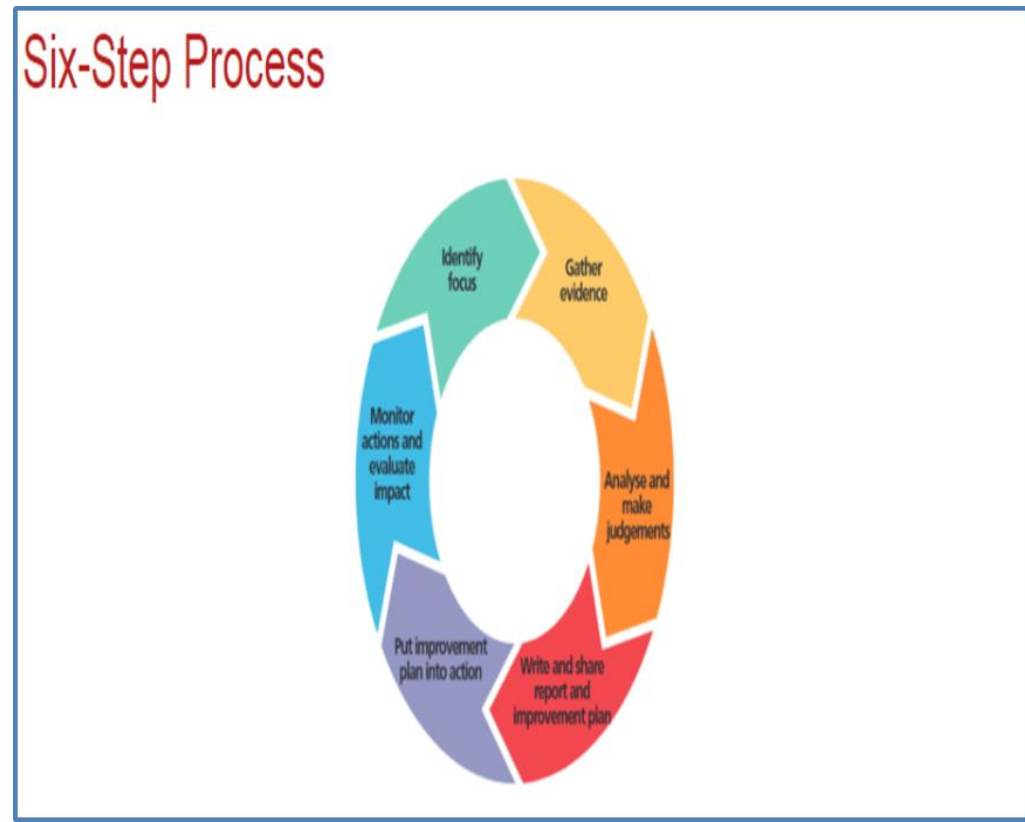 Six-Step Process
Identify
focus
Gather
evidence
Analyse and
make
judgements
Write and share
report and
improvement plan
Put improvement
plan into action
Monitor
actions and
evaluate
impact